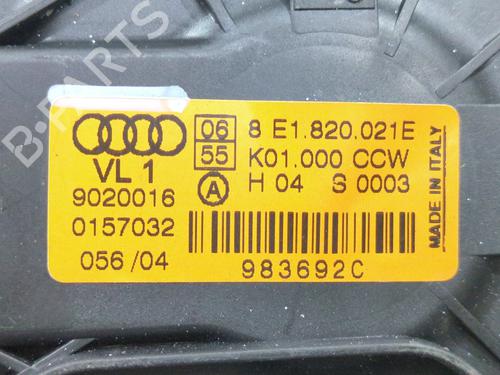 B-PARTS
VL 1
9020016
0157032
056/04
06
55
A
8 E1.820.021E
K01.000 CCW
H 04 S 0003
983692C
MADE IN ITALY